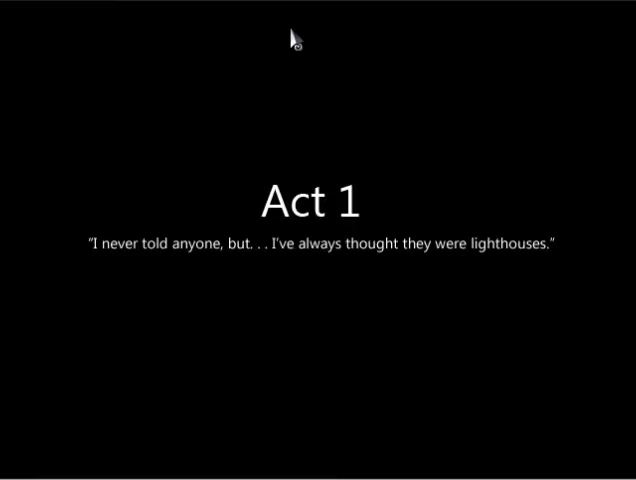 Act 1
“I never told anyone, but. . . I’ve always thought they were lighthouses.”